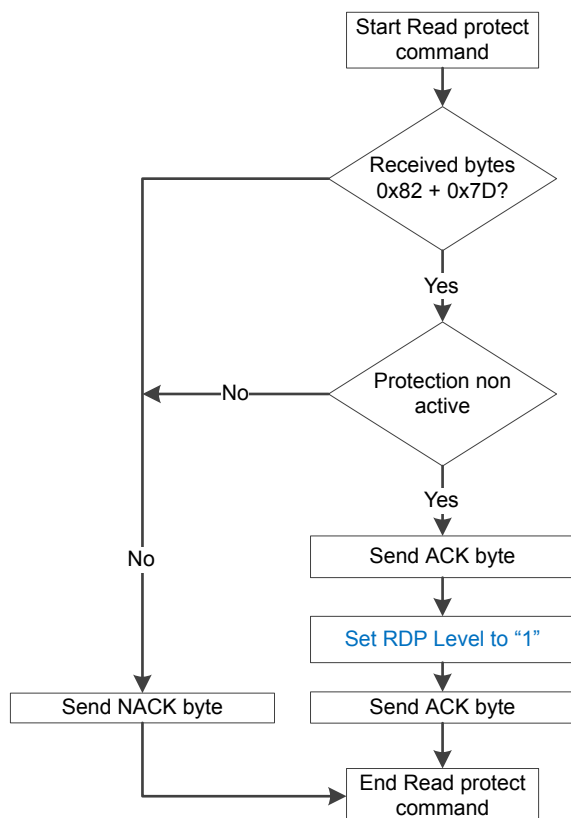 Start Read protect
command
Received bytes
0x82 + 0x7D?
Yes
Protection non
active
No
Yes
Send ACK byte
No
Set RDP Level to “1”
Send NACK byte
Send ACK byte
End Read protect
command